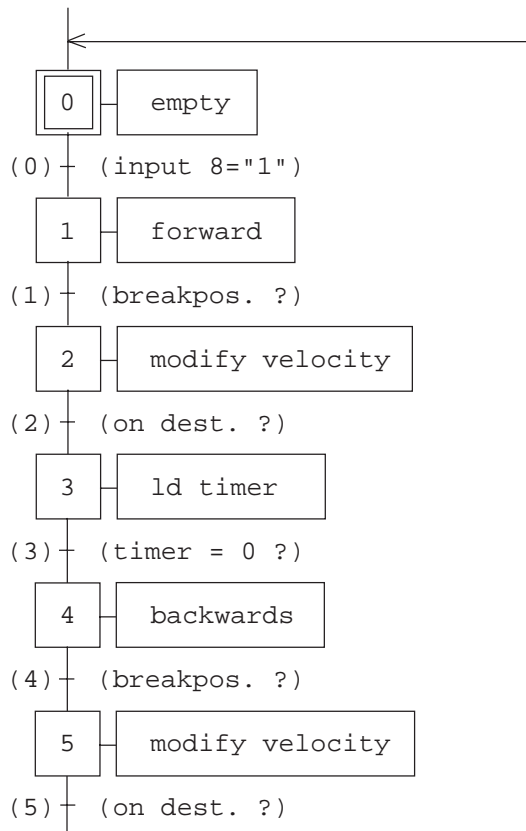 0 empty
(0) (input 8="1")
1 forward
(1) (breakpos. ?)
2 modify velocity
(2) (on dest. ?)
3 ld timer
(3) (timer = 0 ?)
4 backwards
(4) (breakpos. ?)
5 modify velocity
(5) (on dest. ?)